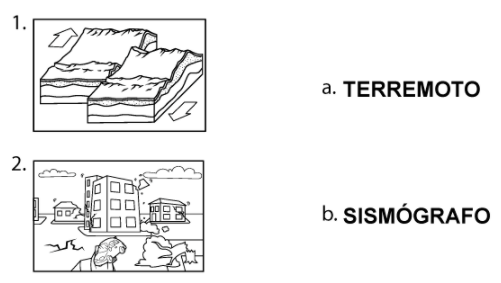 1.
a. TERREMOTO
2.
b. SISMÓGRAFO